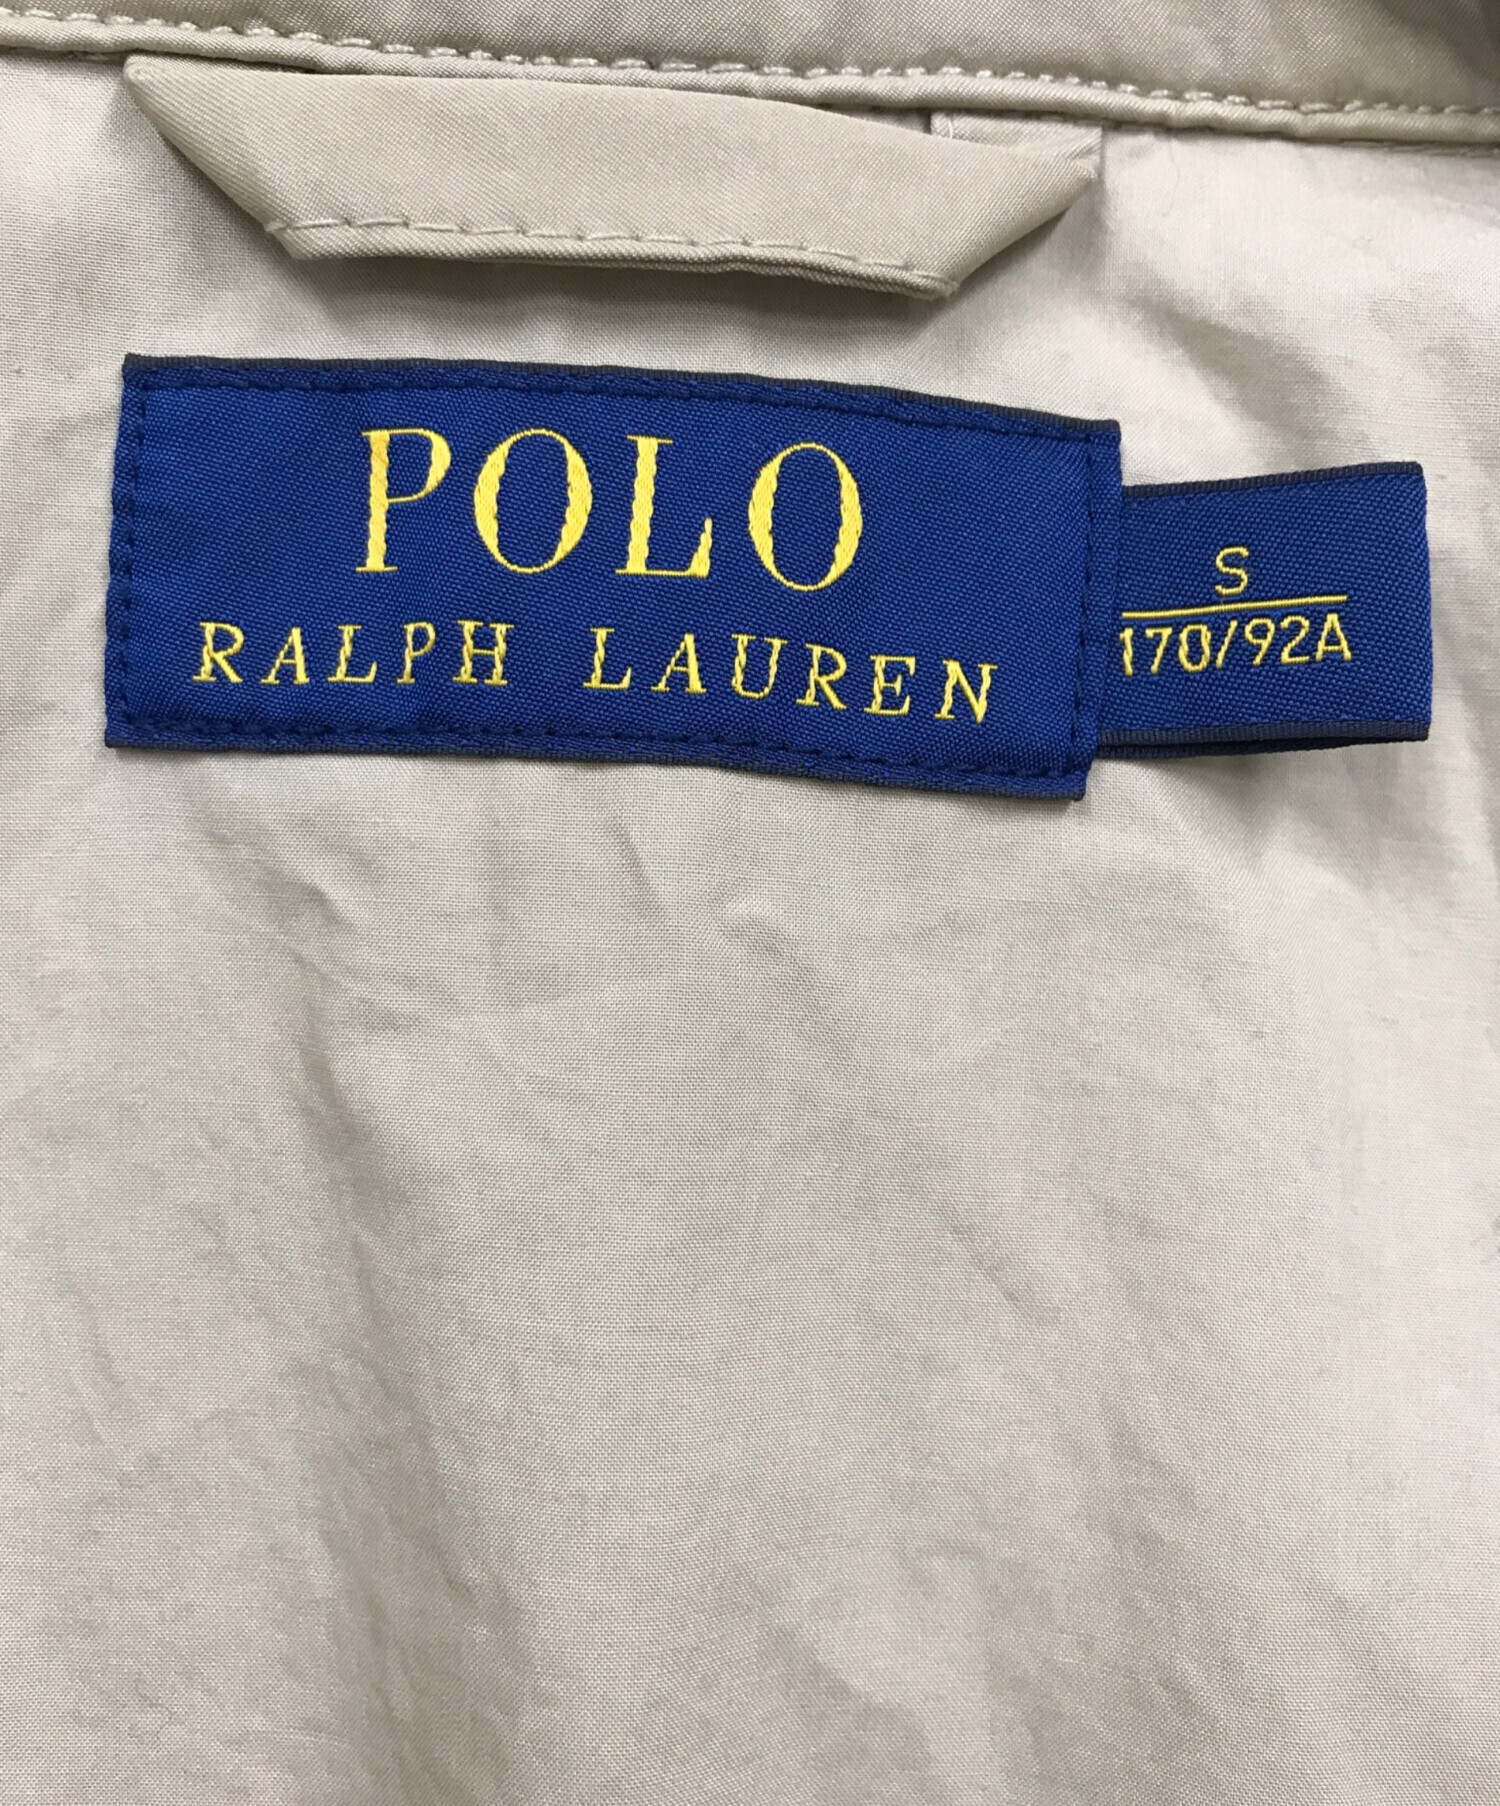 POLO
RALPH LAUREN
S
170/92A